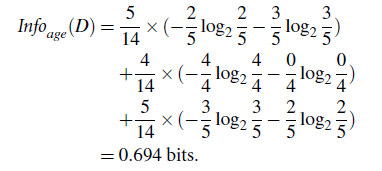 Info_age(D) = 5/14 × (−2/5 log₂ 2/5 − 3/5 log₂ 3/5)
+ 4/14 × (−4/4 log₂ 4/4 − 0/4 log₂ 0/4)
+ 5/14 × (−3/5 log₂ 3/5 − 2/5 log₂ 2/5)
= 0.694 bits.